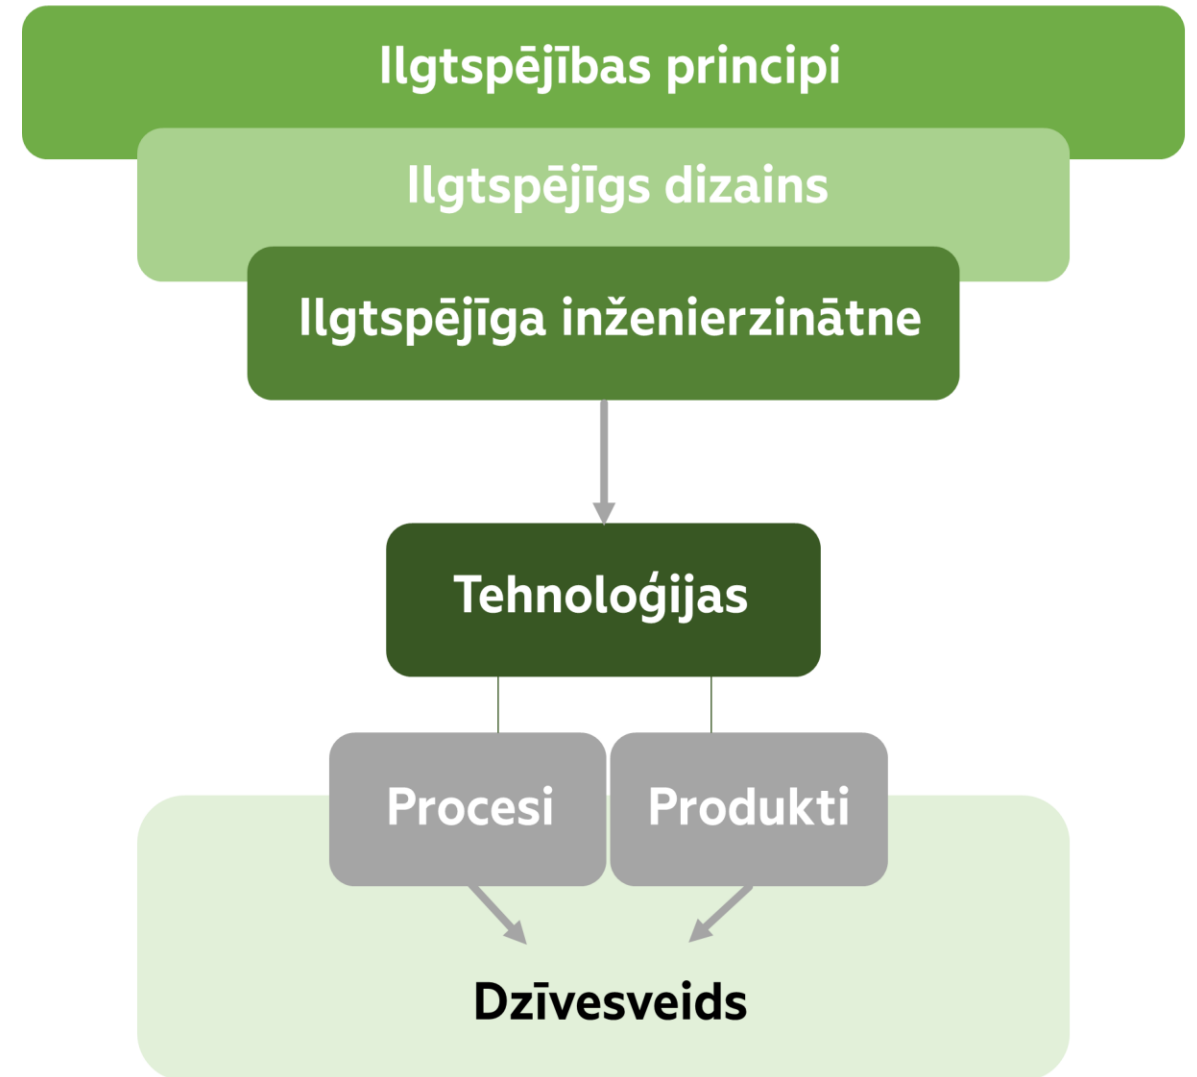 Ilgtspējības principi
Ilgtspējīgs dizains
Ilgtspējīga inženierzinātne
Tehnoloģijas
Procesi
Produkti
Dzīvesveids